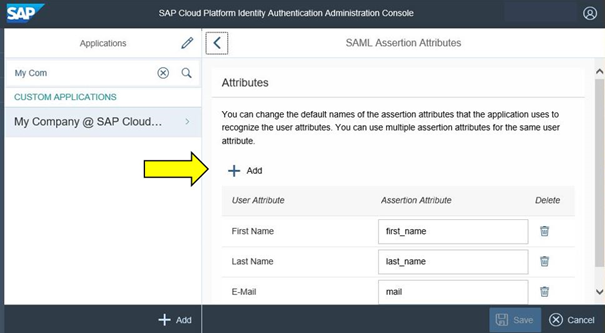 SAP
SAP Cloud Platform Identity Authentication Administration Console
Applications
SAML Assertion Attributes
My Com
CUSTOM APPLICATIONS
My Company @ SAP Cloud...
Attributes
You can change the default names of the assertion attributes that the application uses to
recognize the user attributes. You can use multiple assertion attributes for the same user
attribute.
Add
User Attribute Assertion Attribute Delete
First Name first_name
Last Name last_name
E-Mail mail
Add
Save Cancel